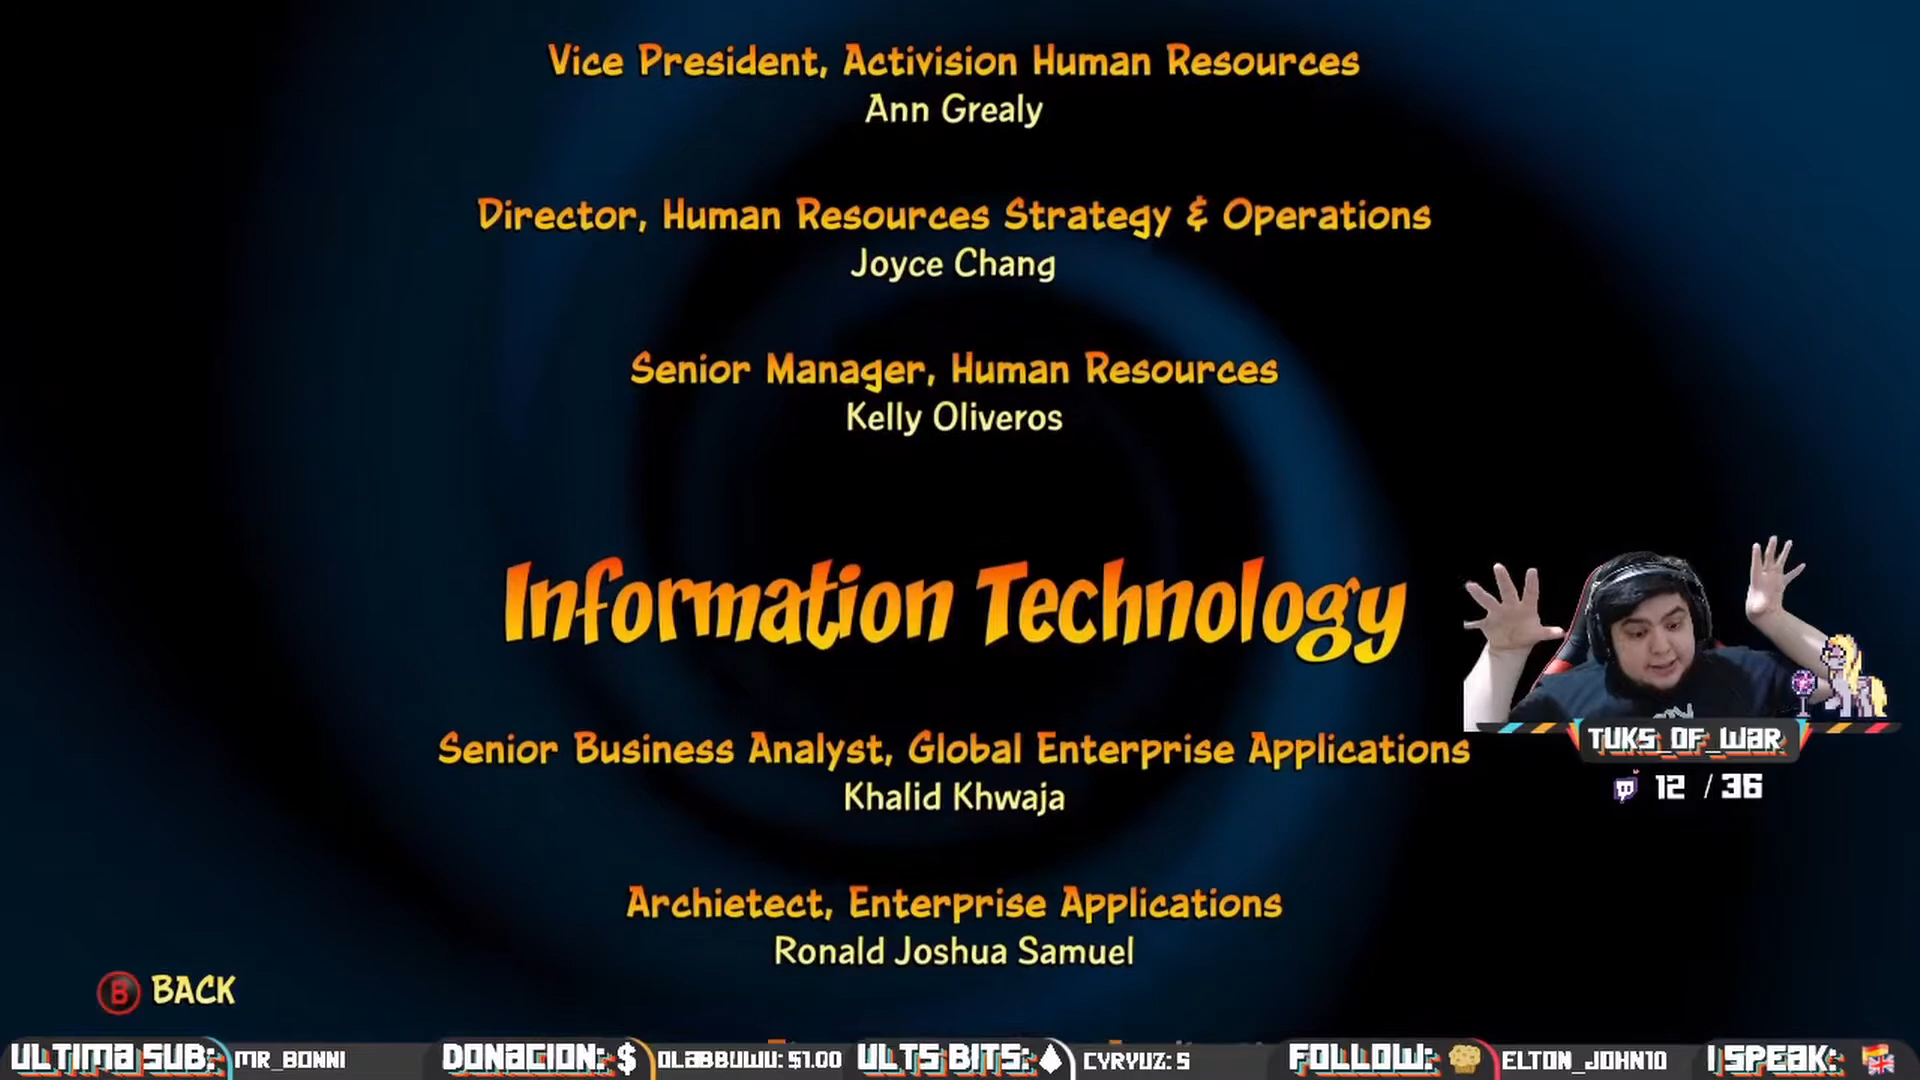 Vice President, Activision Human Resources
Ann Grealy
Director, Human Resources Strategy & Operations
Joyce Chang
Senior Manager, Human Resources
Kelly Oliveros
Information Technology
Senior Business Analyst, Global Enterprise Applications
Khalid Khwaja
TUKS_OF_WAR
12 / 36
Archietect, Enterprise Applications
Ronald Joshua Samuel
B BACK
ULTIMA SUB: MR_BONNI DONACION: $ OLABBUWU: $1.00 ULTS BITS: CYRYUZ: 5 FOLLOW: ELTON_JOHN10 I SPEAK: